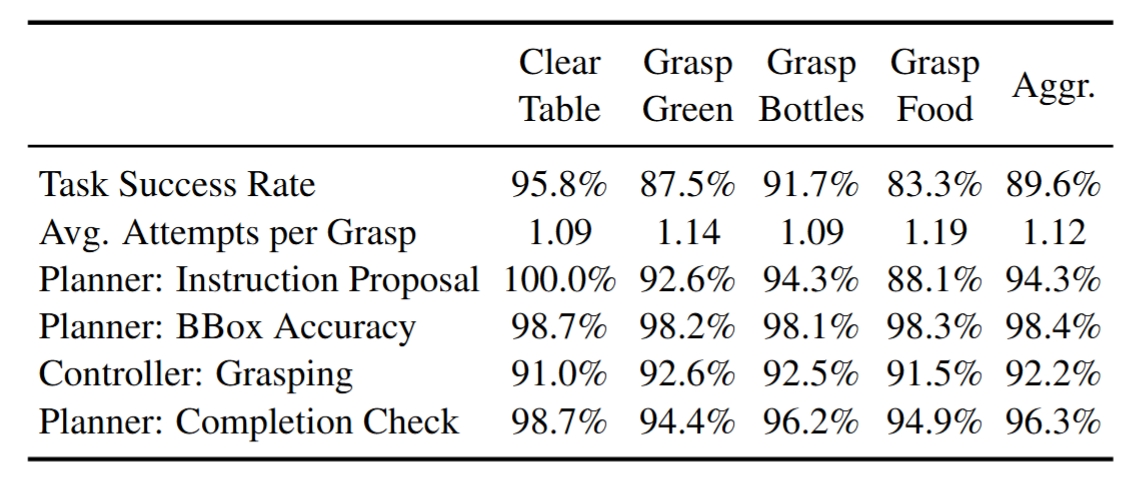 Clear Grasp Grasp Grasp Aggr.
Table Green Bottles Food
Task Success Rate 95.8% 87.5% 91.7% 83.3% 89.6%
Avg. Attempts per Grasp 1.09 1.14 1.09 1.19 1.12
Planner: Instruction Proposal 100.0% 92.6% 94.3% 88.1% 94.3%
Planner: BBox Accuracy 98.7% 98.2% 98.1% 98.3% 98.4%
Controller: Grasping 91.0% 92.6% 92.5% 91.5% 92.2%
Planner: Completion Check 98.7% 94.4% 96.2% 94.9% 96.3%